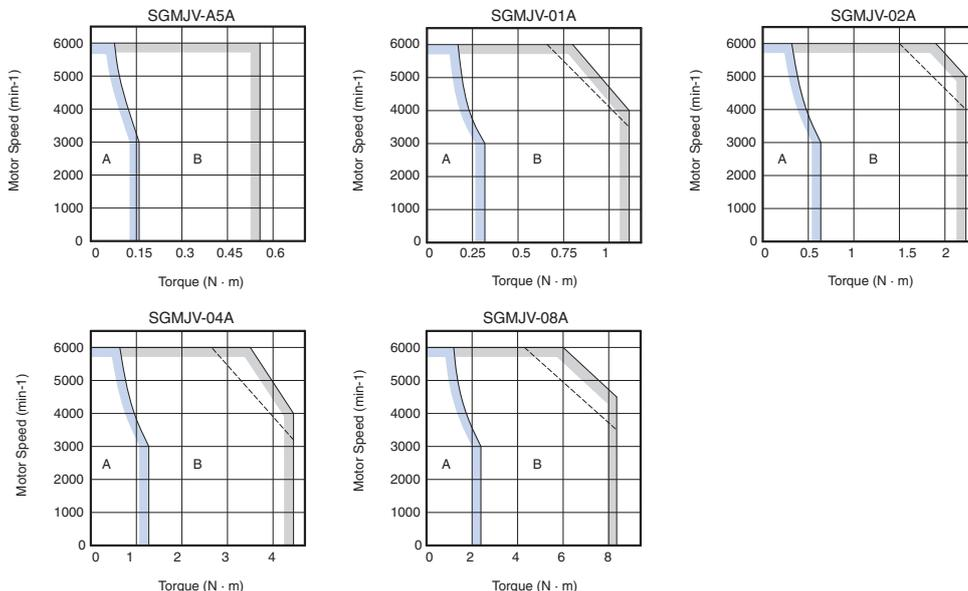 SGMJV-A5A
Motor Speed (min-1)
6000
5000
4000
3000
2000
1000
0
A
B
0 0.15 0.3 0.45 0.6
Torque (N · m)
SGMJV-01A
Motor Speed (min-1)
6000
5000
4000
3000
2000
1000
0
A
B
0 0.25 0.5 0.75 1
Torque (N · m)
SGMJV-02A
Motor Speed (min-1)
6000
5000
4000
3000
2000
1000
0
A
B
0 0.5 1 1.5 2
Torque (N · m)
SGMJV-04A
Motor Speed (min-1)
6000
5000
4000
3000
2000
1000
0
A
B
0 1 2 3 4
Torque (N · m)
SGMJV-08A
Motor Speed (min-1)
6000
5000
4000
3000
2000
1000
0
A
B
0 2 4 6 8
Torque (N · m)